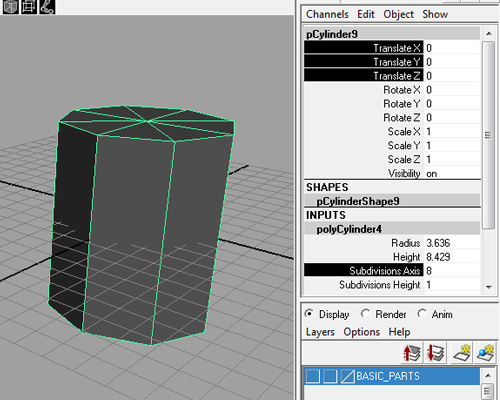 Channels Edit Object Show
pCylinder9
Translate X 0
Translate Y 0
Translate Z 0
Rotate X 0
Rotate Y 0
Rotate Z 0
Scale X 1
Scale Y 1
Scale Z 1
Visibility on
SHAPES
pCylinderShape9
INPUTS
polyCylinder4
Radius 3.636
Height 8.429
Subdivisions Axis 8
Subdivisions Height 1
Display Render Anim
Layers Options Help
BASIC_PARTS